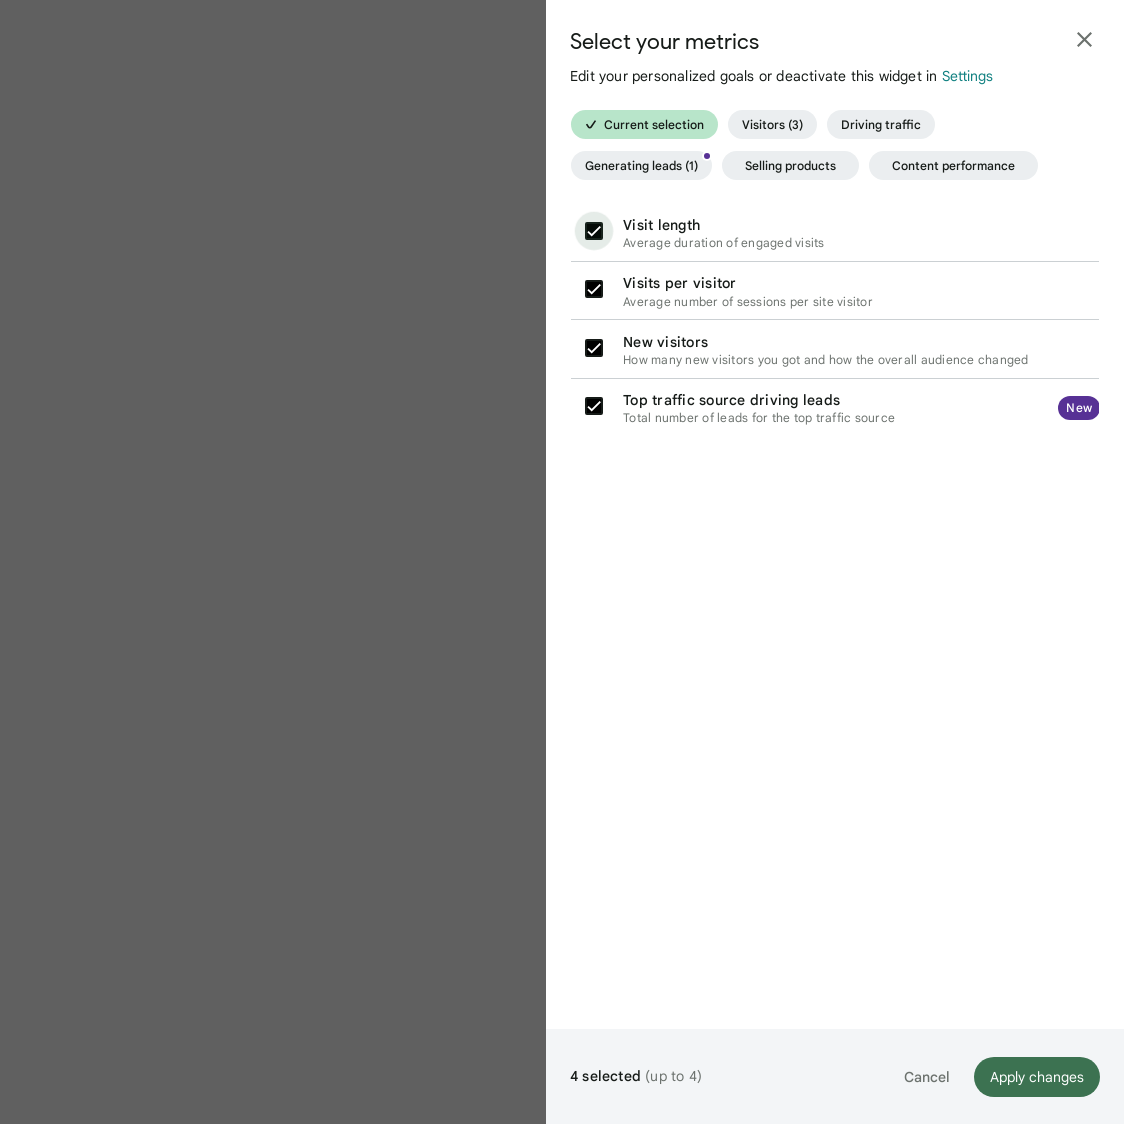 Select your metrics
Edit your personalized goals or deactivate this widget in Settings
Current selection Visitors (3) Driving traffic
Generating leads (1) Selling products Content performance
Visit length
Average duration of engaged visits
Visits per visitor
Average number of sessions per site visitor
New visitors
How many new visitors you got and how the overall audience changed
Top traffic source driving leads
Total number of leads for the top traffic source
New
4 selected (up to 4) Cancel Apply changes